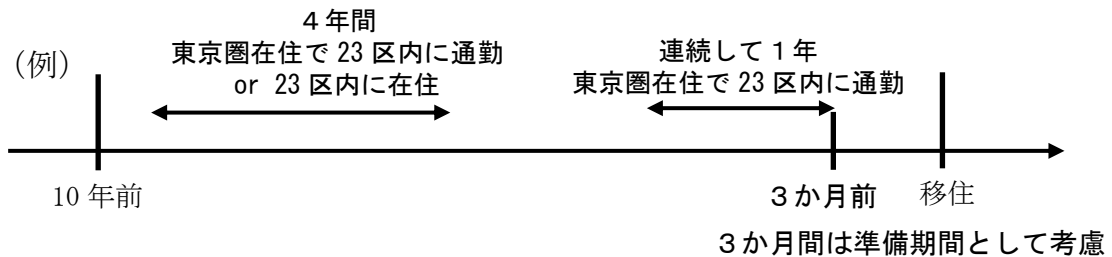 (例)
４年間
東京圏在住で 23 区内に通勤
or 23 区内に在住
連続して１年
東京圏在住で 23 区内に通勤
10 年前
３か月前
移住
３か月間は準備期間として考慮